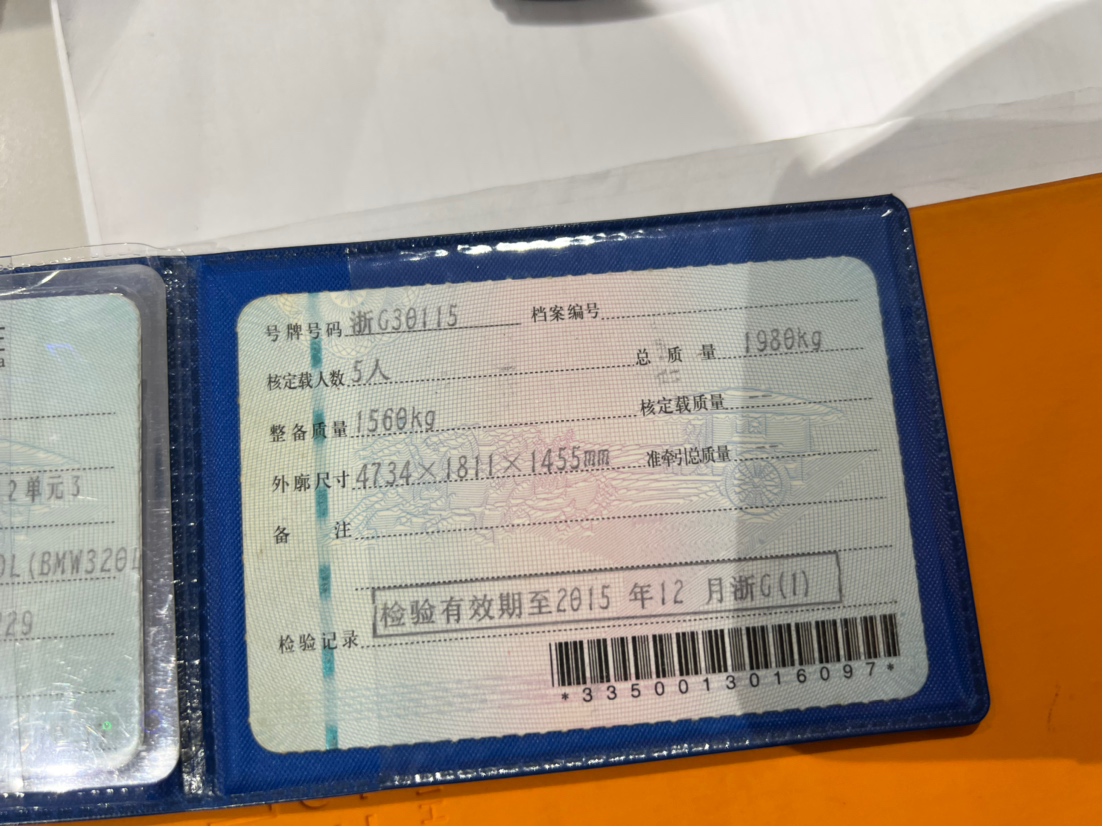 2单元3
DL(BMW320L
729
号牌号码 浙G30115 档案编号
核定载人数 5人 总质量 1980kg
整备质量 1560kg 核定载质量 ---
外廓尺寸 4734×1811×1455mm 准牵引总质量 ---
备注
检验有效期至2015 年12 月浙G(1)
检验记录
*3350013016097*